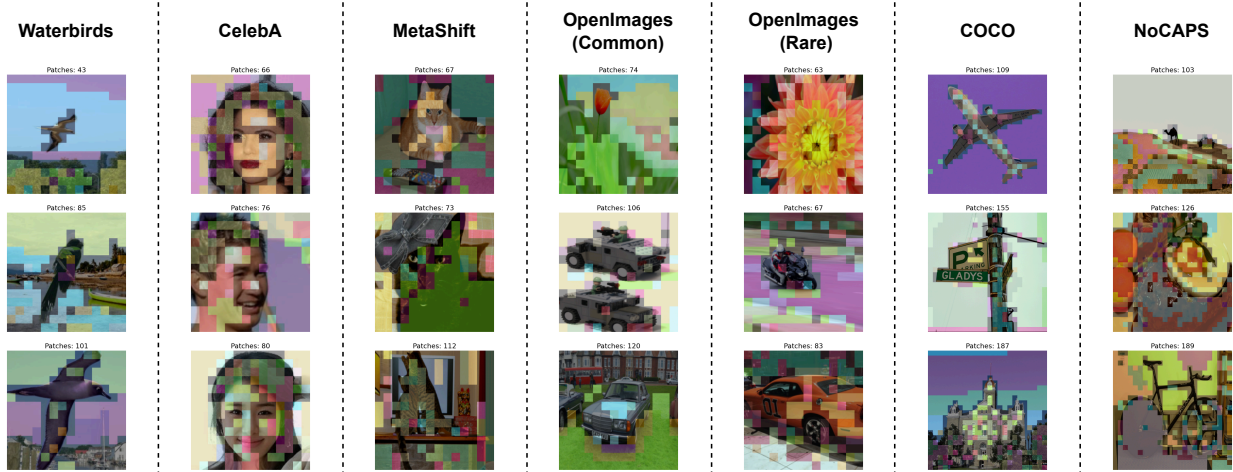 Waterbirds
CelebA
MetaShift
OpenImages
(Common)
OpenImages
(Rare)
COCO
NoCAPS
Patches: 43
Patches: 66
Patches: 67
Patches: 74
Patches: 63
Patches: 109
Patches: 103
Patches: 85
Patches: 76
Patches: 73
Patches: 106
Patches: 67
Patches: 155
Patches: 126
GLADYS
Patches: 101
Patches: 80
Patches: 112
Patches: 120
Patches: 83
Patches: 187
Patches: 189
01